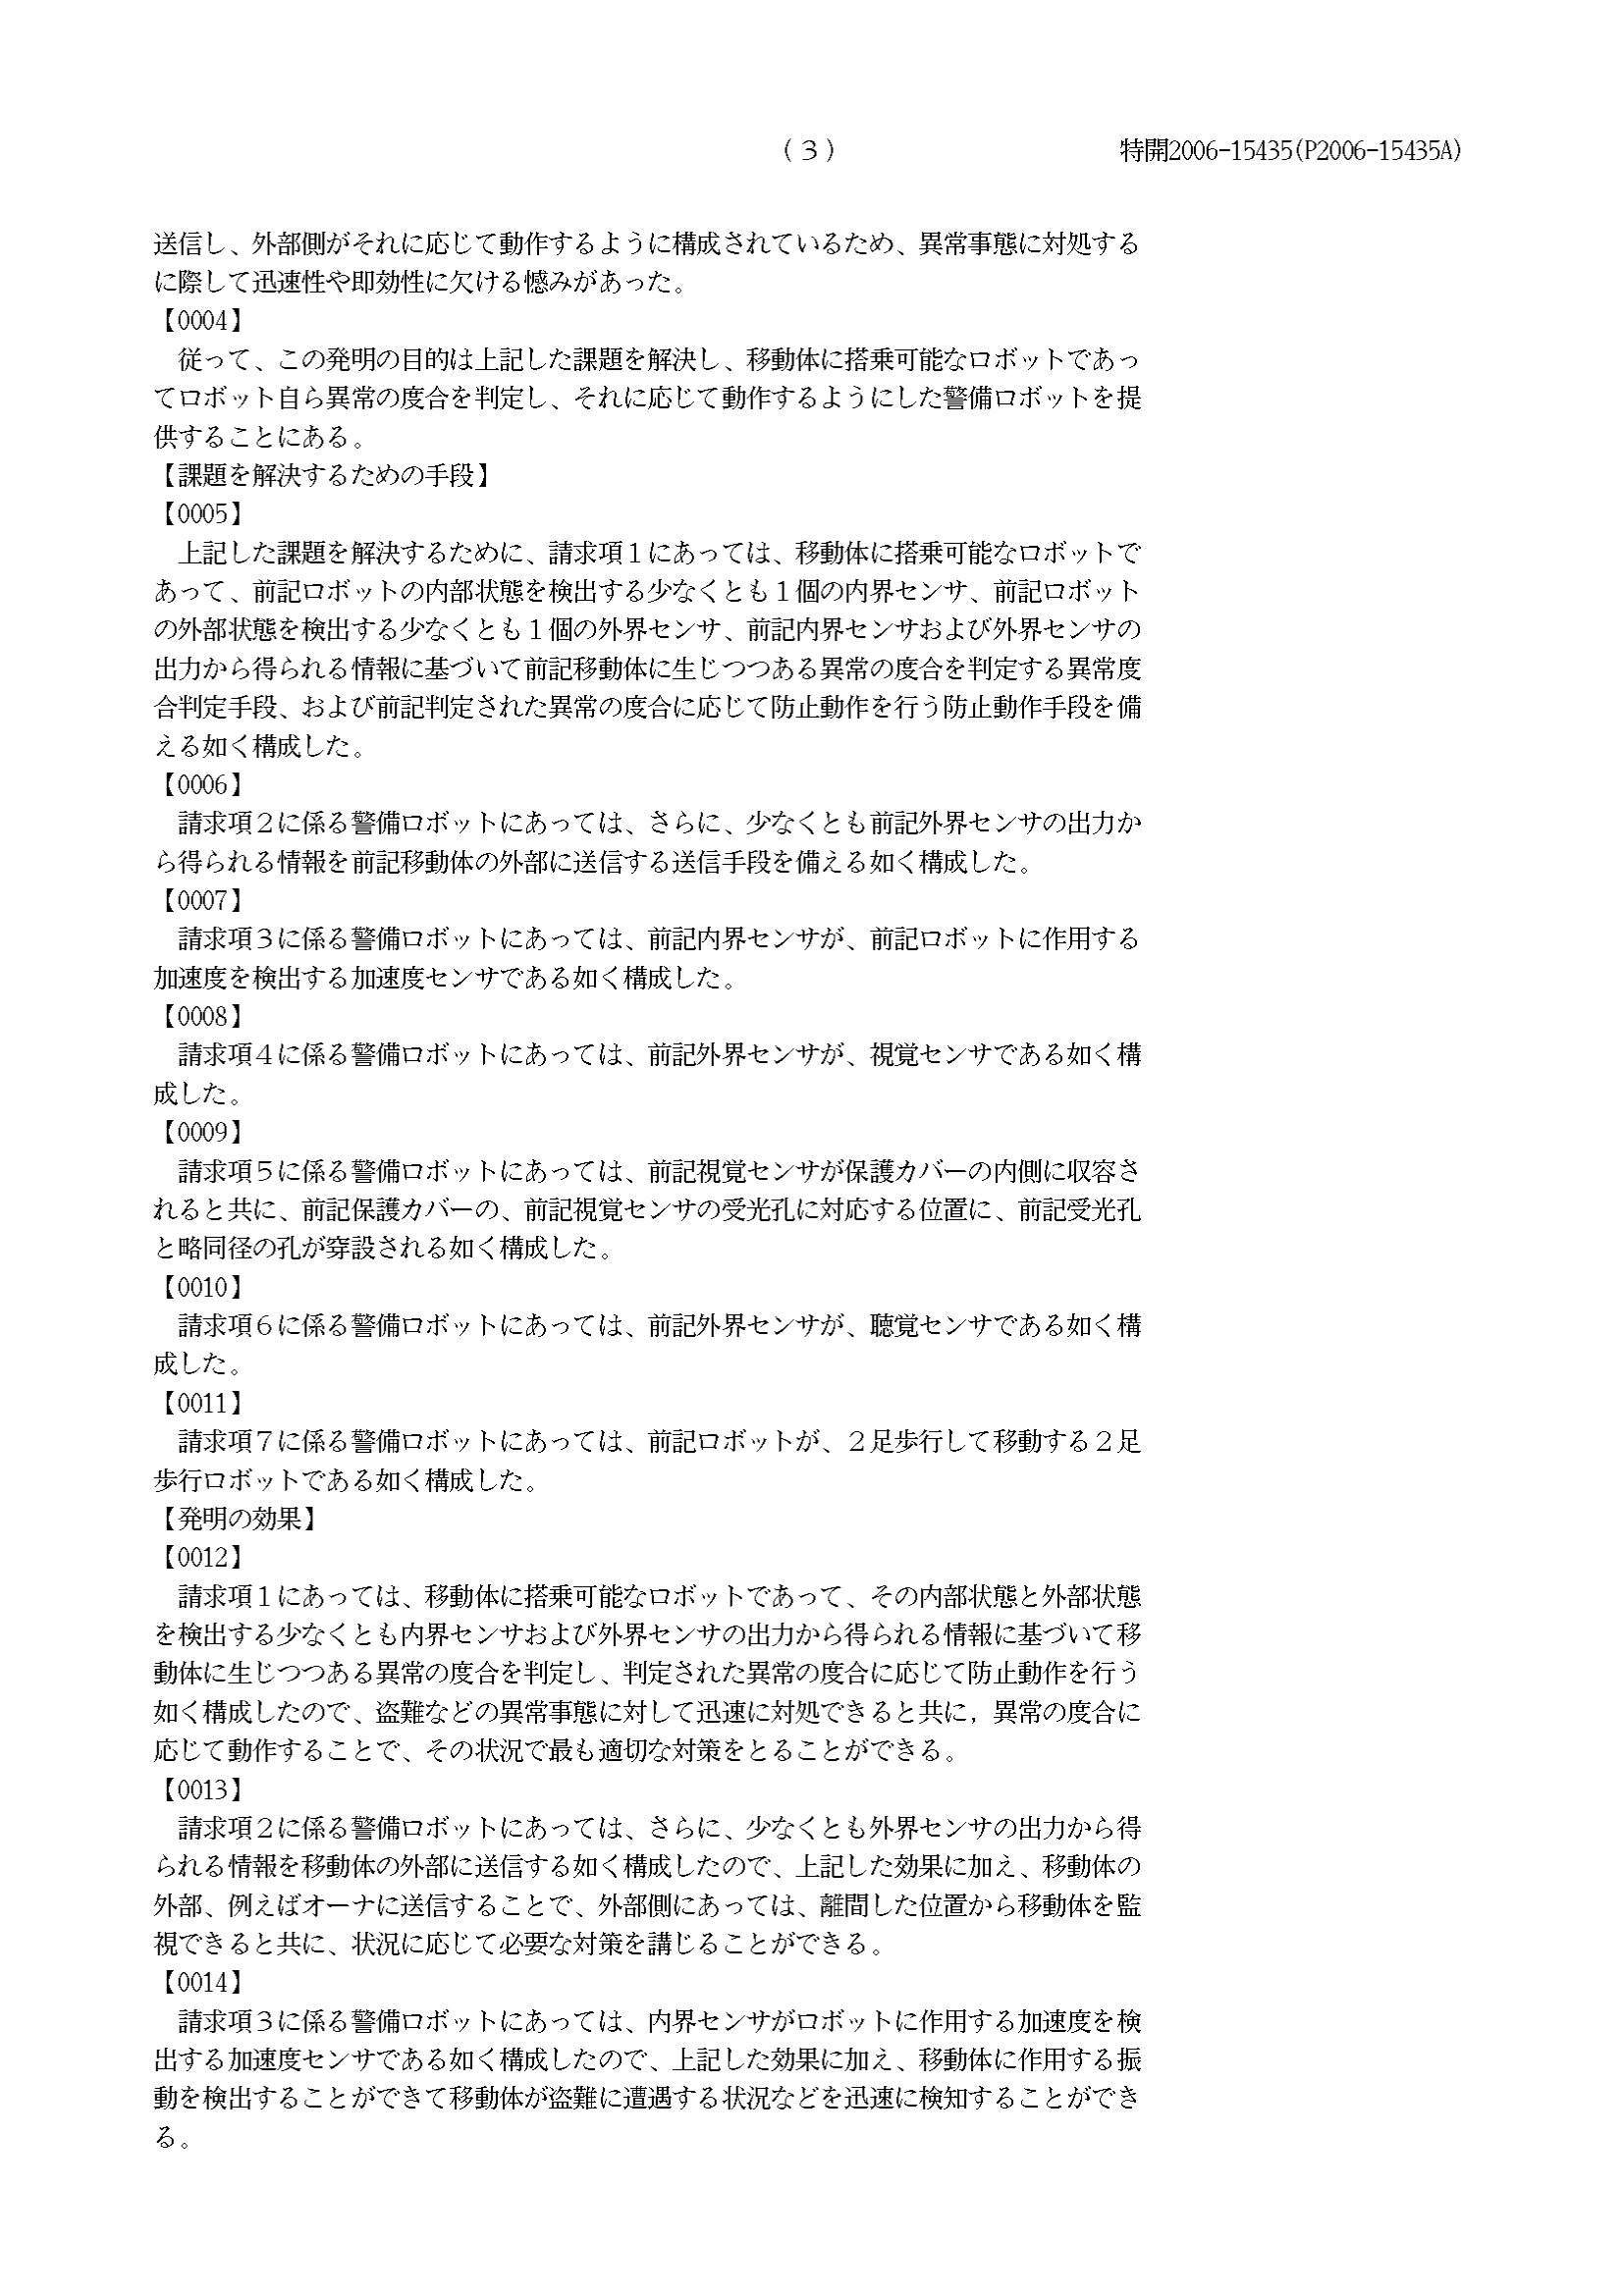 (３)
特開2006-15435(P2006-15435A)
送信し、外部側がそれに応じて動作するように構成されているため、異常事態に対処する
に際して迅速性や即効性に欠ける憾みがあった。
【0004】
　従って、この発明の目的は上記した課題を解決し、移動体に搭乗可能なロボットであっ
てロボット自ら異常の度合を判定し、それに応じて動作するようにした警備ロボットを提
供することにある。
【課題を解決するための手段】
【0005】
　上記した課題を解決するために、請求項１にあっては、移動体に搭乗可能なロボットで
あって、前記ロボットの内部状態を検出する少なくとも１個の内界センサ、前記ロボット
の外部状態を検出する少なくとも１個の外界センサ、前記内界センサおよび外界センサの
出力から得られる情報に基づいて前記移動体に生じつつある異常の度合を判定する異常度
合判定手段、および前記判定された異常の度合に応じて防止動作を行う防止動作手段を備
える如く構成した。
【0006】
　請求項２に係る警備ロボットにあっては、さらに、少なくとも前記外界センサの出力か
ら得られる情報を前記移動体の外部に送信する送信手段を備える如く構成した。
【0007】
　請求項３に係る警備ロボットにあっては、前記内界センサが、前記ロボットに作用する
加速度を検出する加速度センサである如く構成した。
【0008】
　請求項４に係る警備ロボットにあっては、前記外界センサが、視覚センサである如く構
成した。
【0009】
　請求項５に係る警備ロボットにあっては、前記視覚センサが保護カバーの内側に収容さ
れると共に、前記保護カバーの、前記視覚センサの受光孔に対応する位置に、前記受光孔
と略同径の孔が穿設される如く構成した。
【0010】
　請求項６に係る警備ロボットにあっては、前記外界センサが、聴覚センサである如く構
成した。
【0011】
　請求項７に係る警備ロボットにあっては、前記ロボットが、２足歩行して移動する２足
歩行ロボットである如く構成した。
【発明の効果】
【0012】
　請求項１にあっては、移動体に搭乗可能なロボットであって、その内部状態と外部状態
を検出する少なくとも内界センサおよび外界センサの出力から得られる情報に基づいて移
動体に生じつつある異常の度合を判定し、判定された異常の度合に応じて防止動作を行う
如く構成したので、盗難などの異常事態に対して迅速に対処できると共に，異常の度合に
応じて動作することで、その状況で最も適切な対策をとることができる。
【0013】
　請求項２に係る警備ロボットにあっては、さらに、少なくとも外界センサの出力から得
られる情報を移動体の外部に送信する如く構成したので、上記した効果に加え、移動体の
外部、例えばオーナに送信することで、外部側にあっては、離間した位置から移動体を監
視できると共に、状況に応じて必要な対策を講じることができる。
【0014】
　請求項３に係る警備ロボットにあっては、内界センサがロボットに作用する加速度を検
出する加速度センサである如く構成したので、上記した効果に加え、移動体に作用する振
動を検出することができて移動体が盗難に遭遇する状況などを迅速に検知することができ
る。